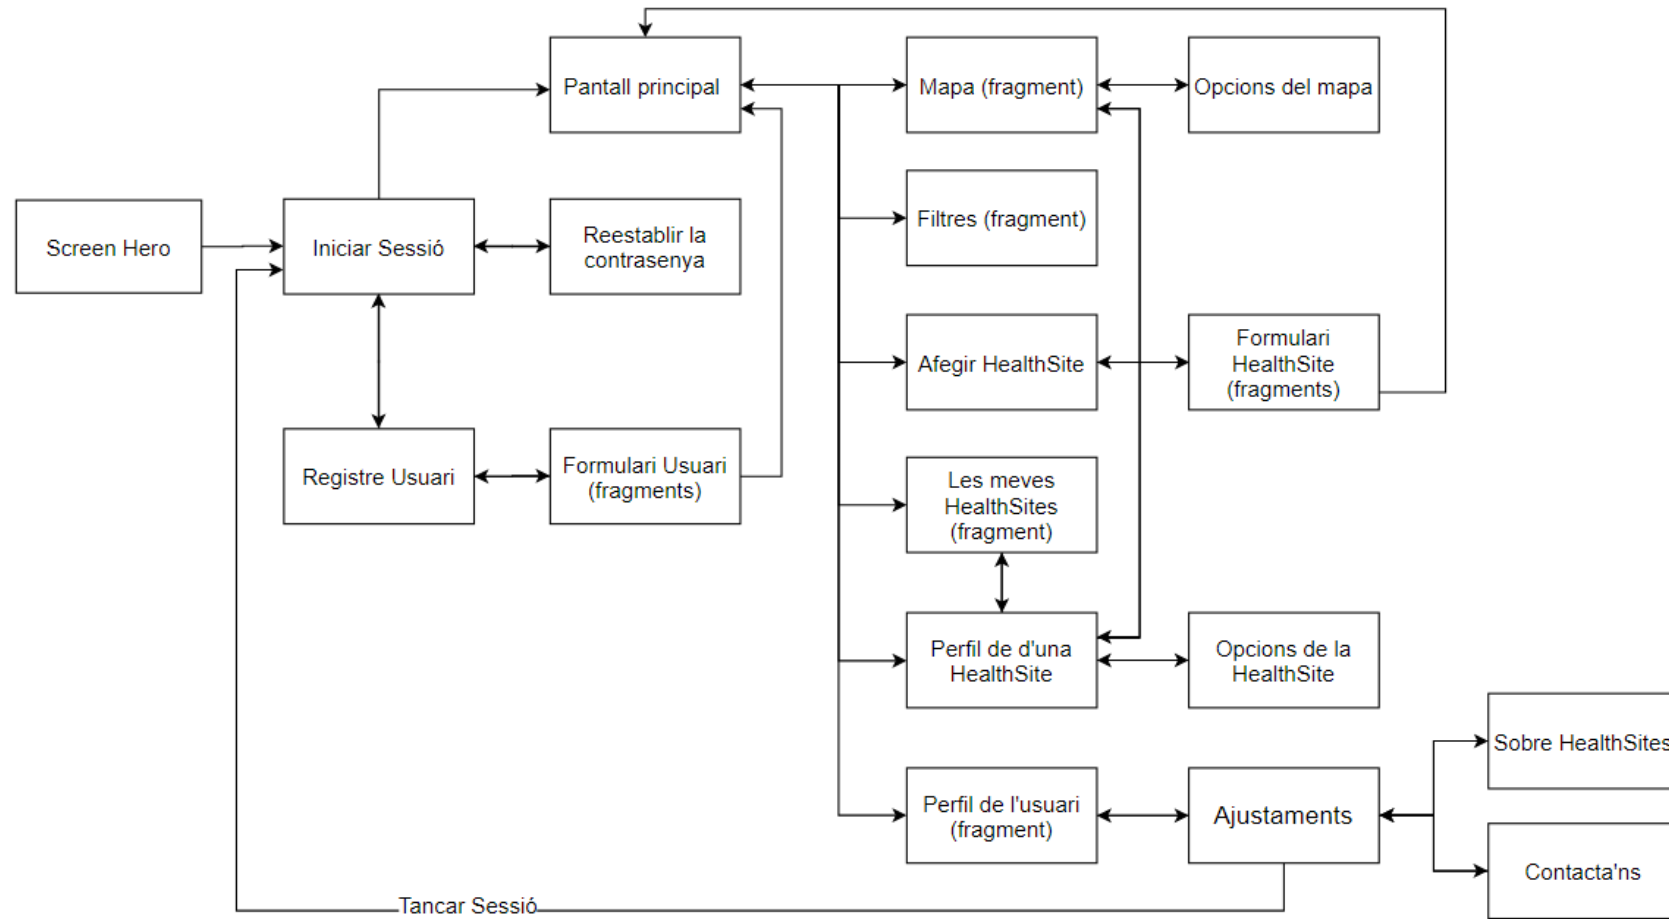 Pantall principal
Mapa (fragment)
Opcions del mapa
Filtres (fragment)
Screen Hero
Iniciar Sessió
Reestablir la
contrasenya
Afegir HealthSite
Formulari
HealthSite
(fragments)
Registre Usuari
Formulari Usuari
(fragments)
Les meves
HealthSites
(fragment)
Perfil de d'una
HealthSite
Opcions de la
HealthSite
Sobre HealthSites
Perfil de l'usuari
(fragment)
Ajustaments
Contacta'ns
Tancar Sessió